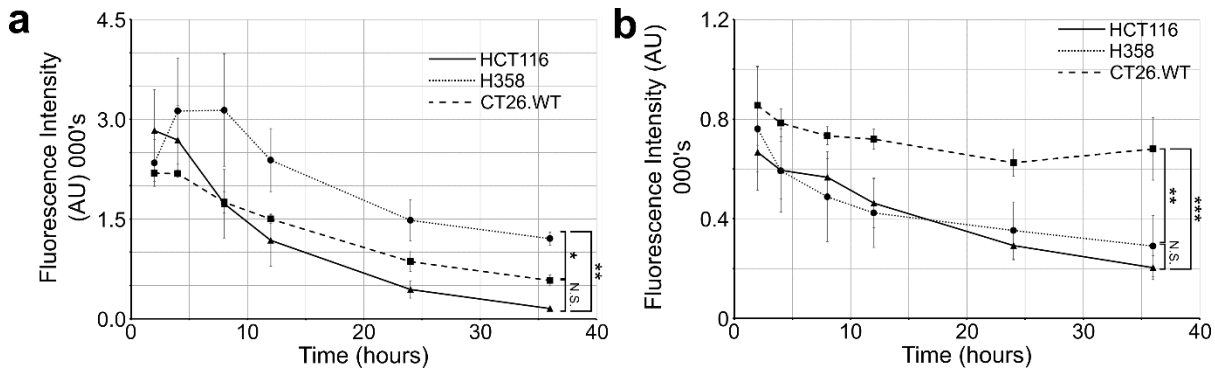 a
4.5
3.0
1.5
0.0
Fluorescence Intensity
(AU) 000's
HCT116
H358
CT26.WT
*
**
N.S.
0 10 20 30 40
Time (hours)
b
1.2
0.8
0.4
0.0
Fluorescence Intensity (AU)
000's
HCT116
H358
CT26.WT
**
***
N.S.
0 10 20 30 40
Time (hours)